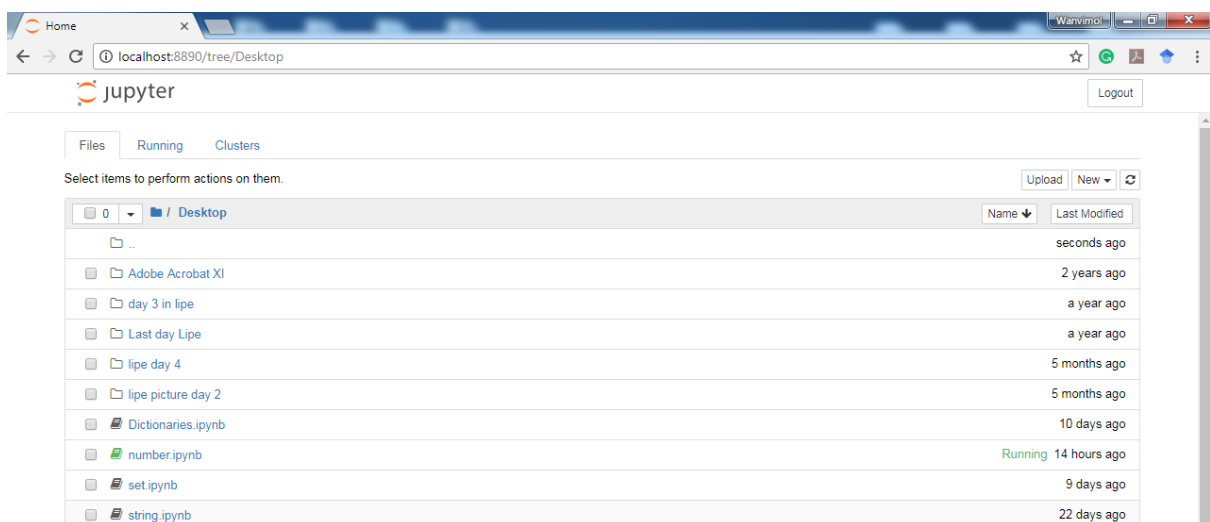 Home
Wanvimol
localhost:8890/tree/Desktop
jupyter
Logout
Files Running Clusters
Select items to perform actions on them.
Upload New
0 / Desktop Name Last Modified
.. seconds ago
Adobe Acrobat XI 2 years ago
day 3 in lipe a year ago
Last day Lipe a year ago
lipe day 4 5 months ago
lipe picture day 2 5 months ago
Dictionaries.ipynb 10 days ago
number.ipynb Running 14 hours ago
set.ipynb 9 days ago
string.ipynb 22 days ago